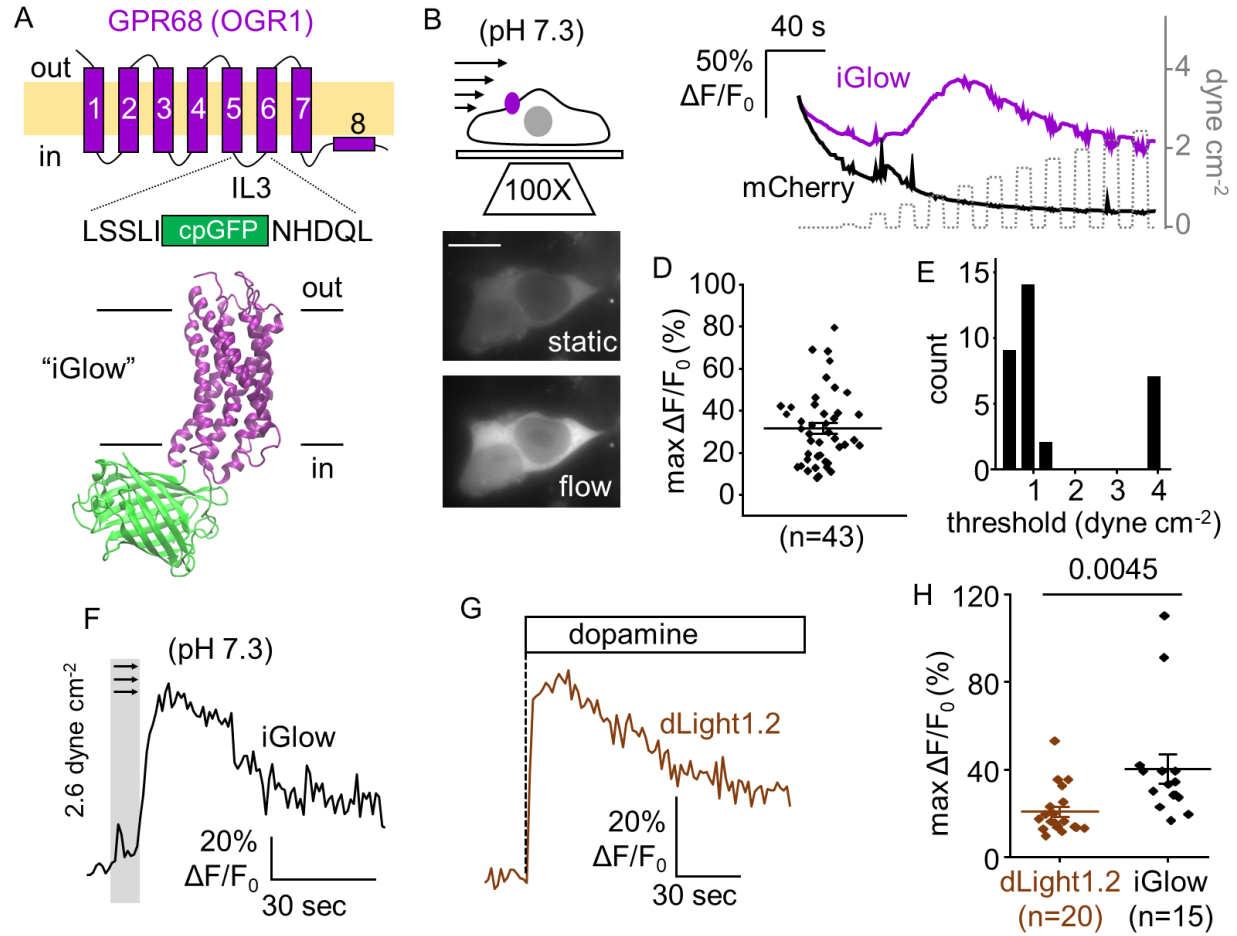 A
GPR68 (OGR1)
out
1 2 3 4 5 6 7
8
in
IL3
LSSLI cpGFP NHDQL
out
“iGlow”
in
B
(pH 7.3)
100X
static
flow
40 s
50%
ΔF/F0
iGlow
mCherry
4
2
0
dyne cm-2
D
100
80
60
40
20
0
max ΔF/F0 (%)
(n=43)
E
15
10
5
0
count
1 2 3 4
threshold (dyne cm-2)
F
(pH 7.3)
2.6 dyne cm-2
iGlow
20%
ΔF/F0
30 sec
G
dopamine
dLight1.2
20%
ΔF/F0
30 sec
H
0.0045
120
80
40
0
max ΔF/F0 (%)
dLight1.2 iGlow
(n=20) (n=15)